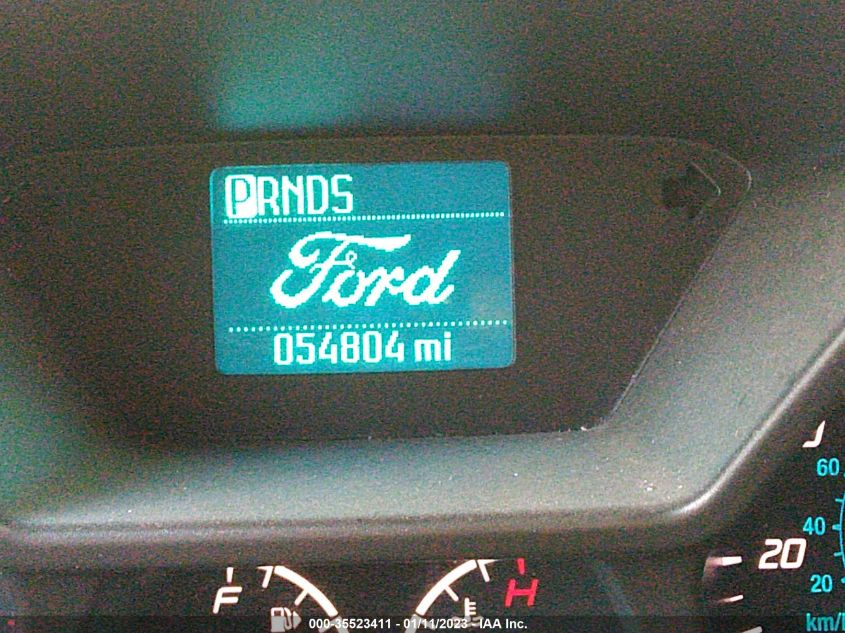 PRNDS
Ford
054804 mi
60
40
20
20
km/h
F
H
000-35523411 - 01/11/2023 - IAA Inc.